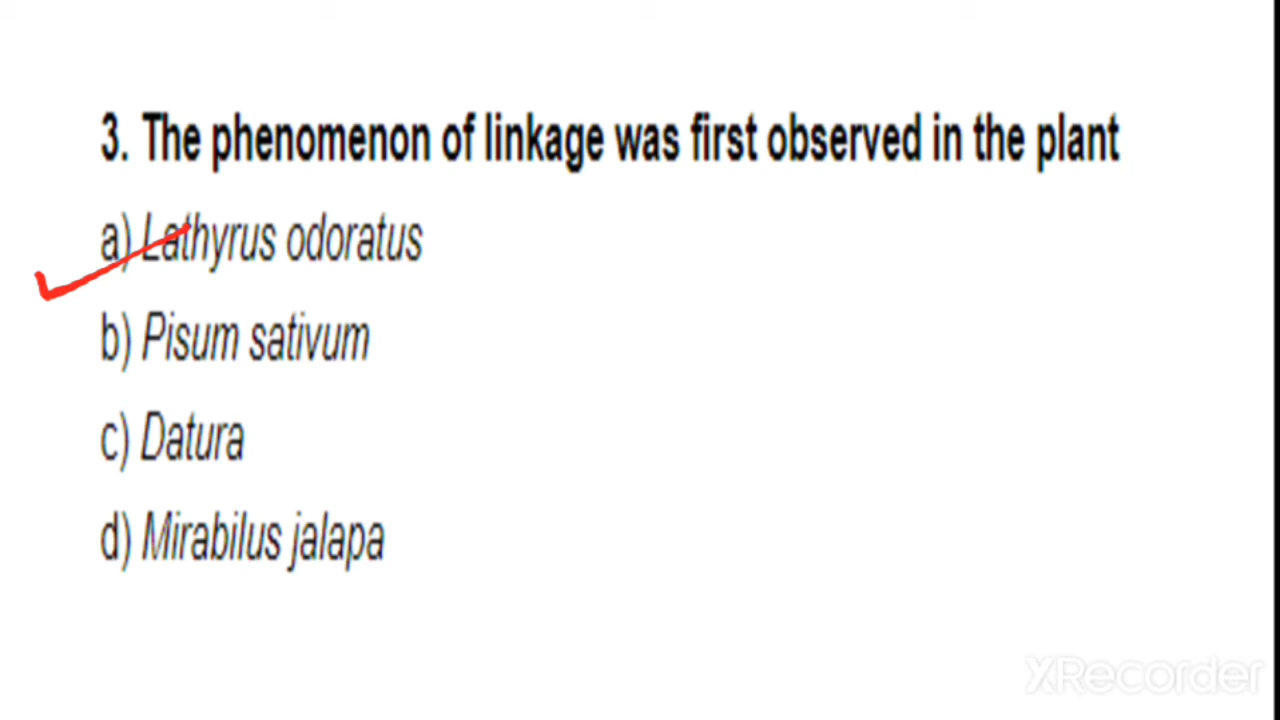 3. The phenomenon of linkage was first observed in the plant
a) Lathyrus odoratus
b) Pisum sativum
c) Datura
d) Mirabilus jalapa
XRecorder